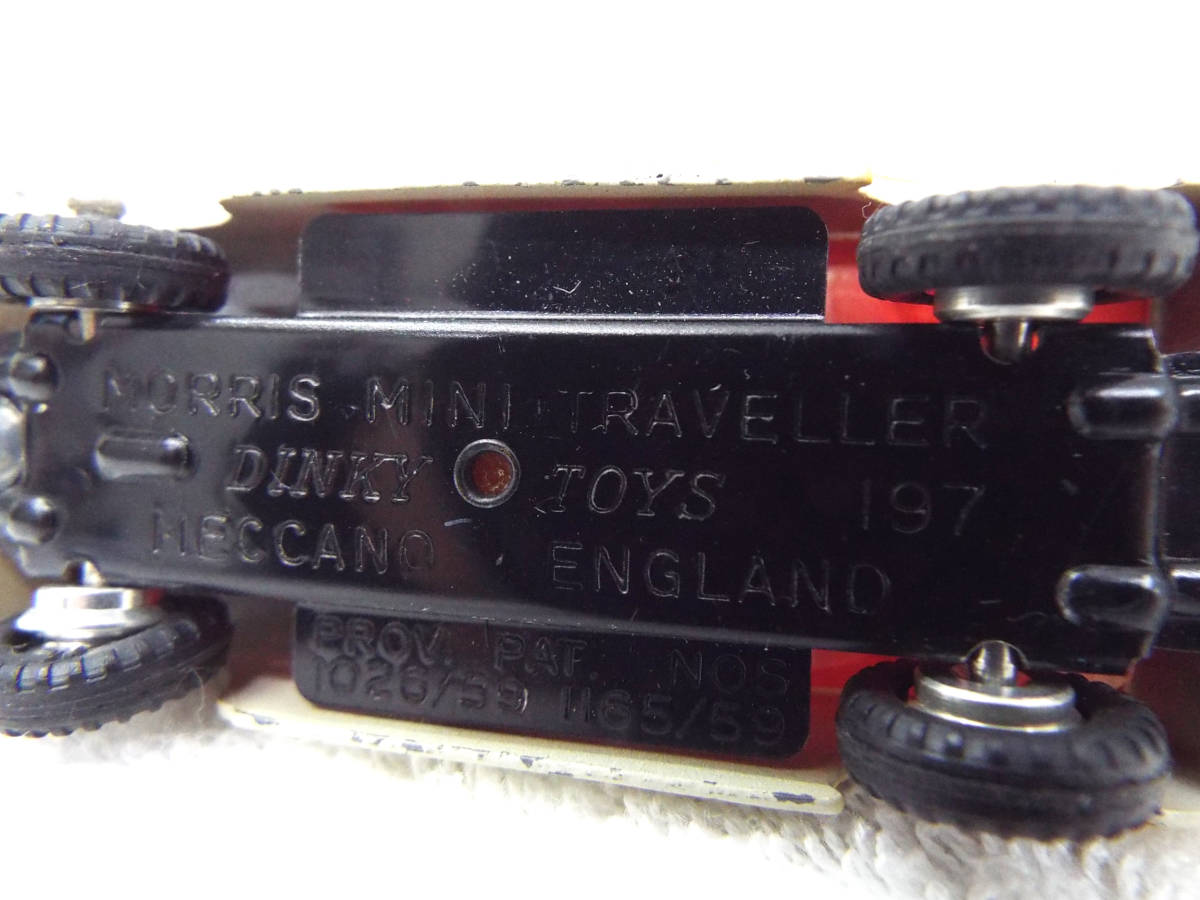 MORRIS MINI TRAVELLER
DINKY TOYS 197
MECCANO ENGLAND
PROV. PAT. NOS
1026/59 1165/59